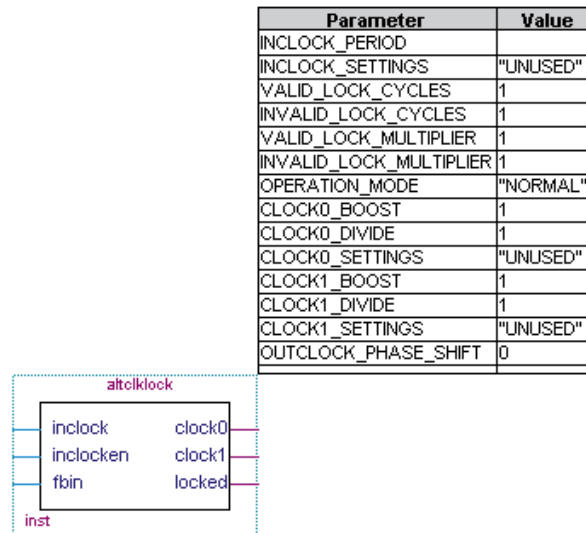 Parameter Value
INCLOCK_PERIOD
INCLOCK_SETTINGS "UNUSED"
VALID_LOCK_CYCLES 1
INVALID_LOCK_CYCLES 1
VALID_LOCK_MULTIPLIER 1
INVALID_LOCK_MULTIPLIER 1
OPERATION_MODE "NORMAL"
CLOCK0_BOOST 1
CLOCK0_DIVIDE 1
CLOCK0_SETTINGS "UNUSED"
CLOCK1_BOOST 1
CLOCK1_DIVIDE 1
CLOCK1_SETTINGS "UNUSED"
OUTCLOCK_PHASE_SHIFT 0
altclklock
inclock clock0
inclocken clock1
fbin locked
inst